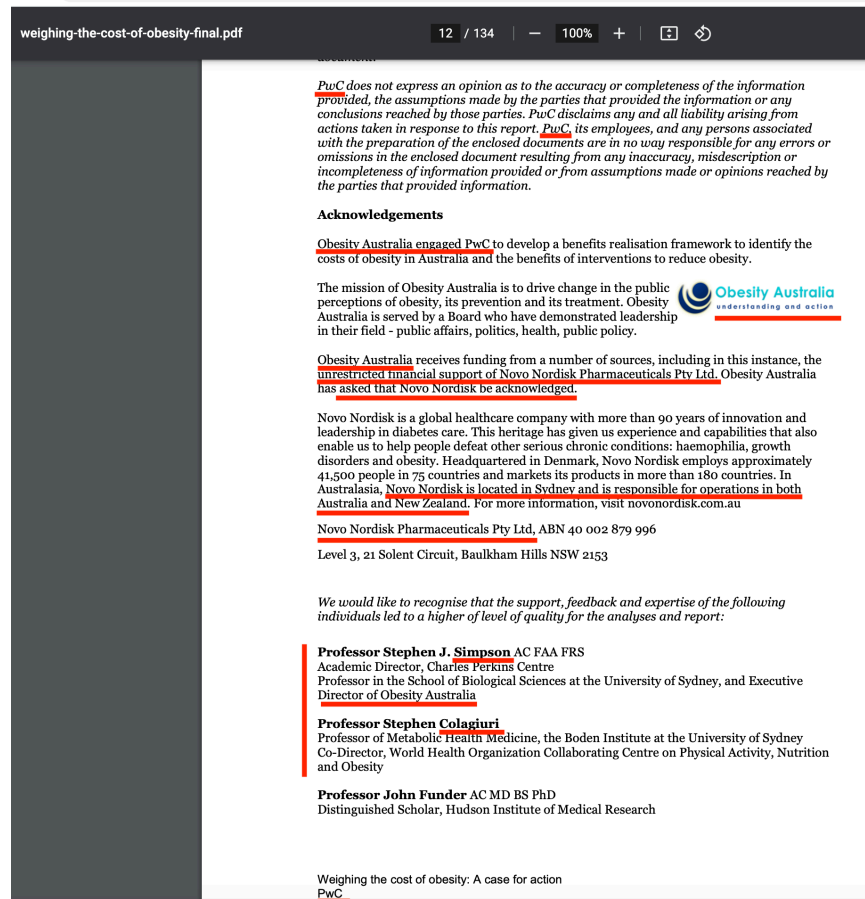 weighing-the-cost-of-obesity-final.pdf
12 / 134
100%
document.
PwC does not express an opinion as to the accuracy or completeness of the information
provided, the assumptions made by the parties that provided the information or any
conclusions reached by those parties. PwC disclaims any and all liability arising from
actions taken in response to this report. PwC, its employees, and any persons associated
with the preparation of the enclosed documents are in no way responsible for any errors or
omissions in the enclosed document resulting from any inaccuracy, misdescription or
incompleteness of information provided or from assumptions made or opinions reached by
the parties that provided information.
Acknowledgements
Obesity Australia engaged PwC to develop a benefits realisation framework to identify the
costs of obesity in Australia and the benefits of interventions to reduce obesity.
The mission of Obesity Australia is to drive change in the public
perceptions of obesity, its prevention and its treatment. Obesity
Australia is served by a Board who have demonstrated leadership
in their field - public affairs, politics, health, public policy.
Obesity Australia
understanding and action
Obesity Australia receives funding from a number of sources, including in this instance, the
unrestricted financial support of Novo Nordisk Pharmaceuticals Pty Ltd. Obesity Australia
has asked that Novo Nordisk be acknowledged.
Novo Nordisk is a global healthcare company with more than 90 years of innovation and
leadership in diabetes care. This heritage has given us experience and capabilities that also
enable us to help people defeat other serious chronic conditions: haemophilia, growth
disorders and obesity. Headquartered in Denmark, Novo Nordisk employs approximately
41,500 people in 75 countries and markets its products in more than 180 countries. In
Australasia, Novo Nordisk is located in Sydney and is responsible for operations in both
Australia and New Zealand. For more information, visit novonordisk.com.au
Novo Nordisk Pharmaceuticals Pty Ltd, ABN 40 002 879 996
Level 3, 21 Solent Circuit, Baulkham Hills NSW 2153
We would like to recognise that the support, feedback and expertise of the following
individuals led to a higher of level of quality for the analyses and report:
Professor Stephen J. Simpson AC FAA FRS
Academic Director, Charles Perkins Centre
Professor in the School of Biological Sciences at the University of Sydney, and Executive
Director of Obesity Australia
Professor Stephen Colagiuri
Professor of Metabolic Health Medicine, the Boden Institute at the University of Sydney
Co-Director, World Health Organization Collaborating Centre on Physical Activity, Nutrition
and Obesity
Professor John Funder AC MD BS PhD
Distinguished Scholar, Hudson Institute of Medical Research
Weighing the cost of obesity: A case for action
PwC